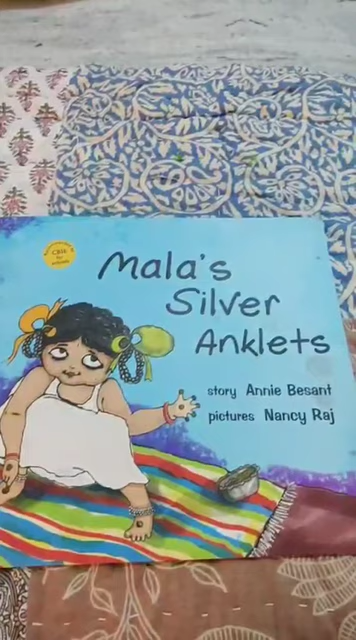 Mala's
Silver
Anklets
story Annie Besant
pictures Nancy Raj